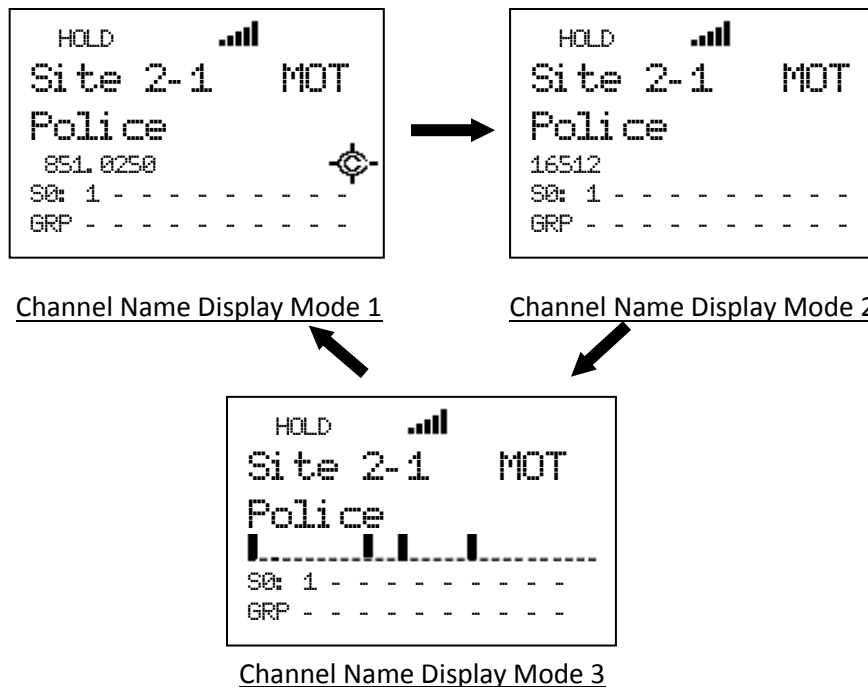 HOLD
Site 2-1 MOT
Police
851.0250 C
S0: 1 - - - - - - - - -
GRP - - - - - - - - - -
Channel Name Display Mode 1
HOLD
Site 2-1 MOT
Police
16512
S0: 1 - - - - - - - - -
GRP - - - - - - - - - -
Channel Name Display Mode 2
HOLD
Site 2-1 MOT
Police
S0: 1 - - - - - - - - -
GRP - - - - - - - - - -
Channel Name Display Mode 3